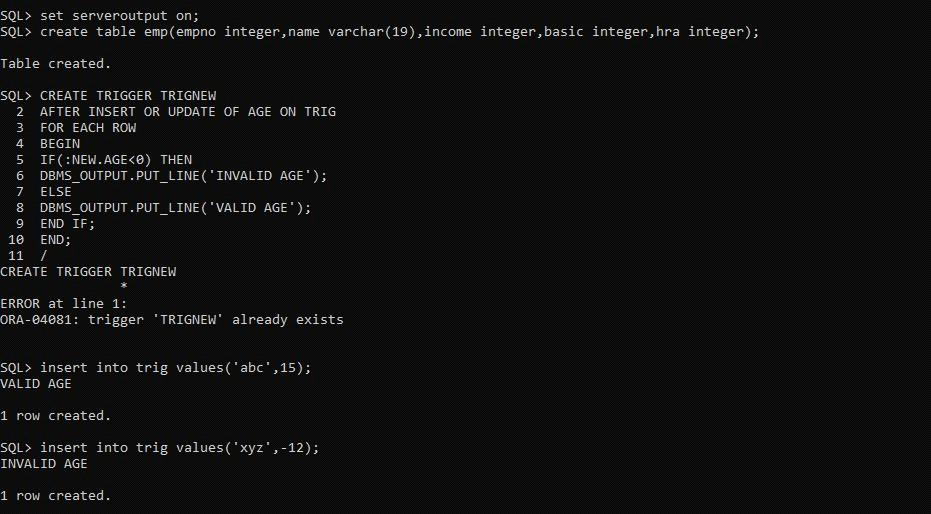 SQL> set serveroutput on;
SQL> create table emp(empno integer,name varchar(19),income integer,basic integer,hra integer);
Table created.
SQL> CREATE TRIGGER TRIGNEW
2 AFTER INSERT OR UPDATE OF AGE ON TRIG
3 FOR EACH ROW
4 BEGIN
5 IF(:NEW.AGE<0) THEN
6 DBMS_OUTPUT.PUT_LINE('INVALID AGE');
7 ELSE
8 DBMS_OUTPUT.PUT_LINE('VALID AGE');
9 END IF;
10 END;
11 /
CREATE TRIGGER TRIGNEW
*
ERROR at line 1:
ORA-04081: trigger 'TRIGNEW' already exists
SQL> insert into trig values('abc',15);
VALID AGE
1 row created.
SQL> insert into trig values('xyz',-12);
INVALID AGE
1 row created.